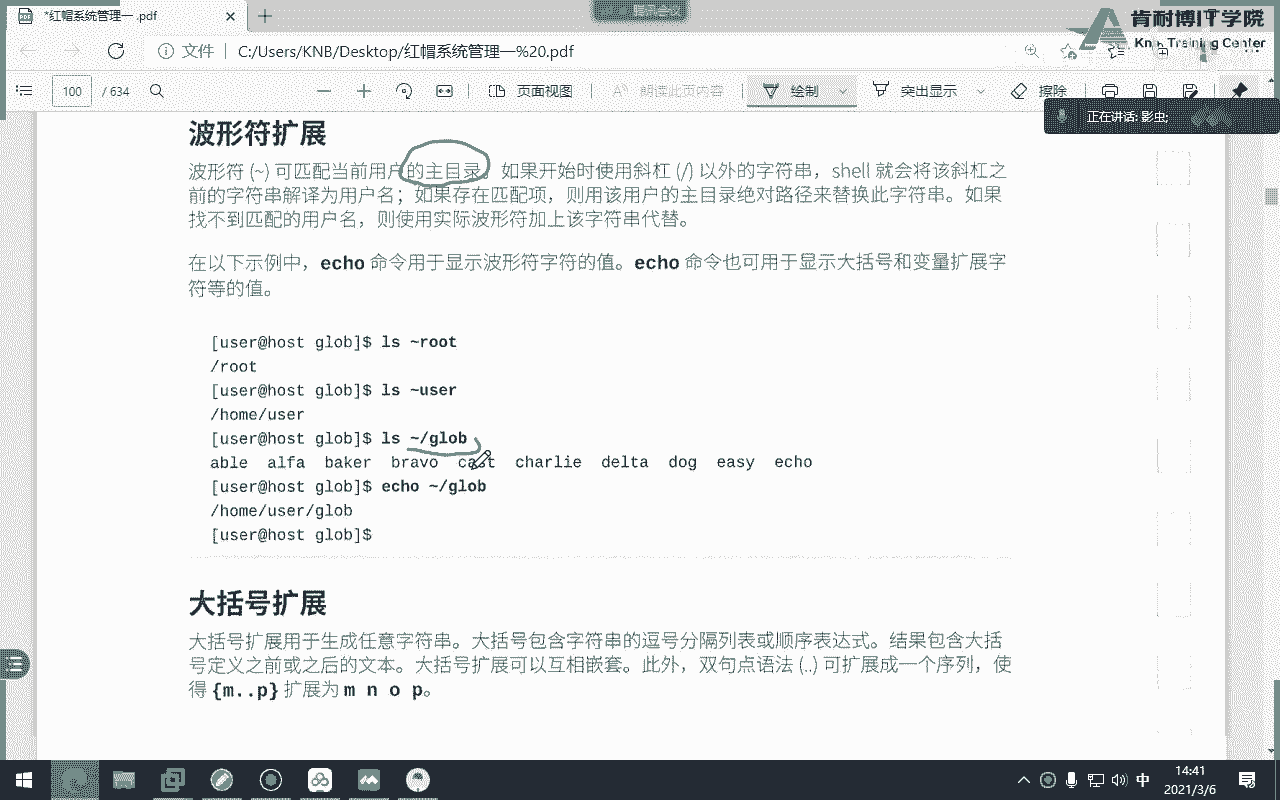 *红帽系统管理一 .pdf
肯耐博IT学院
文件
C:/Users/KNB/Desktop/红帽系统管理一%20.pdf
100
/ 634
页面视图
朗读此页内容
绘制
突出显示
擦除
正在讲话: 影虫;
波形符扩展
波形符 (~) 可匹配当前用户的主目录。如果开始时使用斜杠 (/) 以外的字符串，shell 就会将该斜杠之
前的字符串解译为用户名；如果存在匹配项，则用该用户的主目录绝对路径来替换此字符串。如果
找不到匹配的用户名，则使用实际波形符加上该字符串代替。
在以下示例中，echo 命令用于显示波形符字符的值。echo 命令也可用于显示大括号和变量扩展字
符等的值。
[user@host glob]$ ls ~root
/root
[user@host glob]$ ls ~user
/home/user
[user@host glob]$ ls ~/glob
able alfa baker bravo cast charlie delta dog easy echo
[user@host glob]$ echo ~/glob
/home/user/glob
[user@host glob]$
大括号扩展
大括号扩展用于生成任意字符串。大括号包含字符串的逗号分隔列表或顺序表达式。结果包含大括
号定义之前或之后的文本。大括号扩展可以互相嵌套。此外，双句点语法 (..) 可扩展成一个序列，使
得 {m..p} 扩展为 m n o p。
中
14:41
2021/3/6